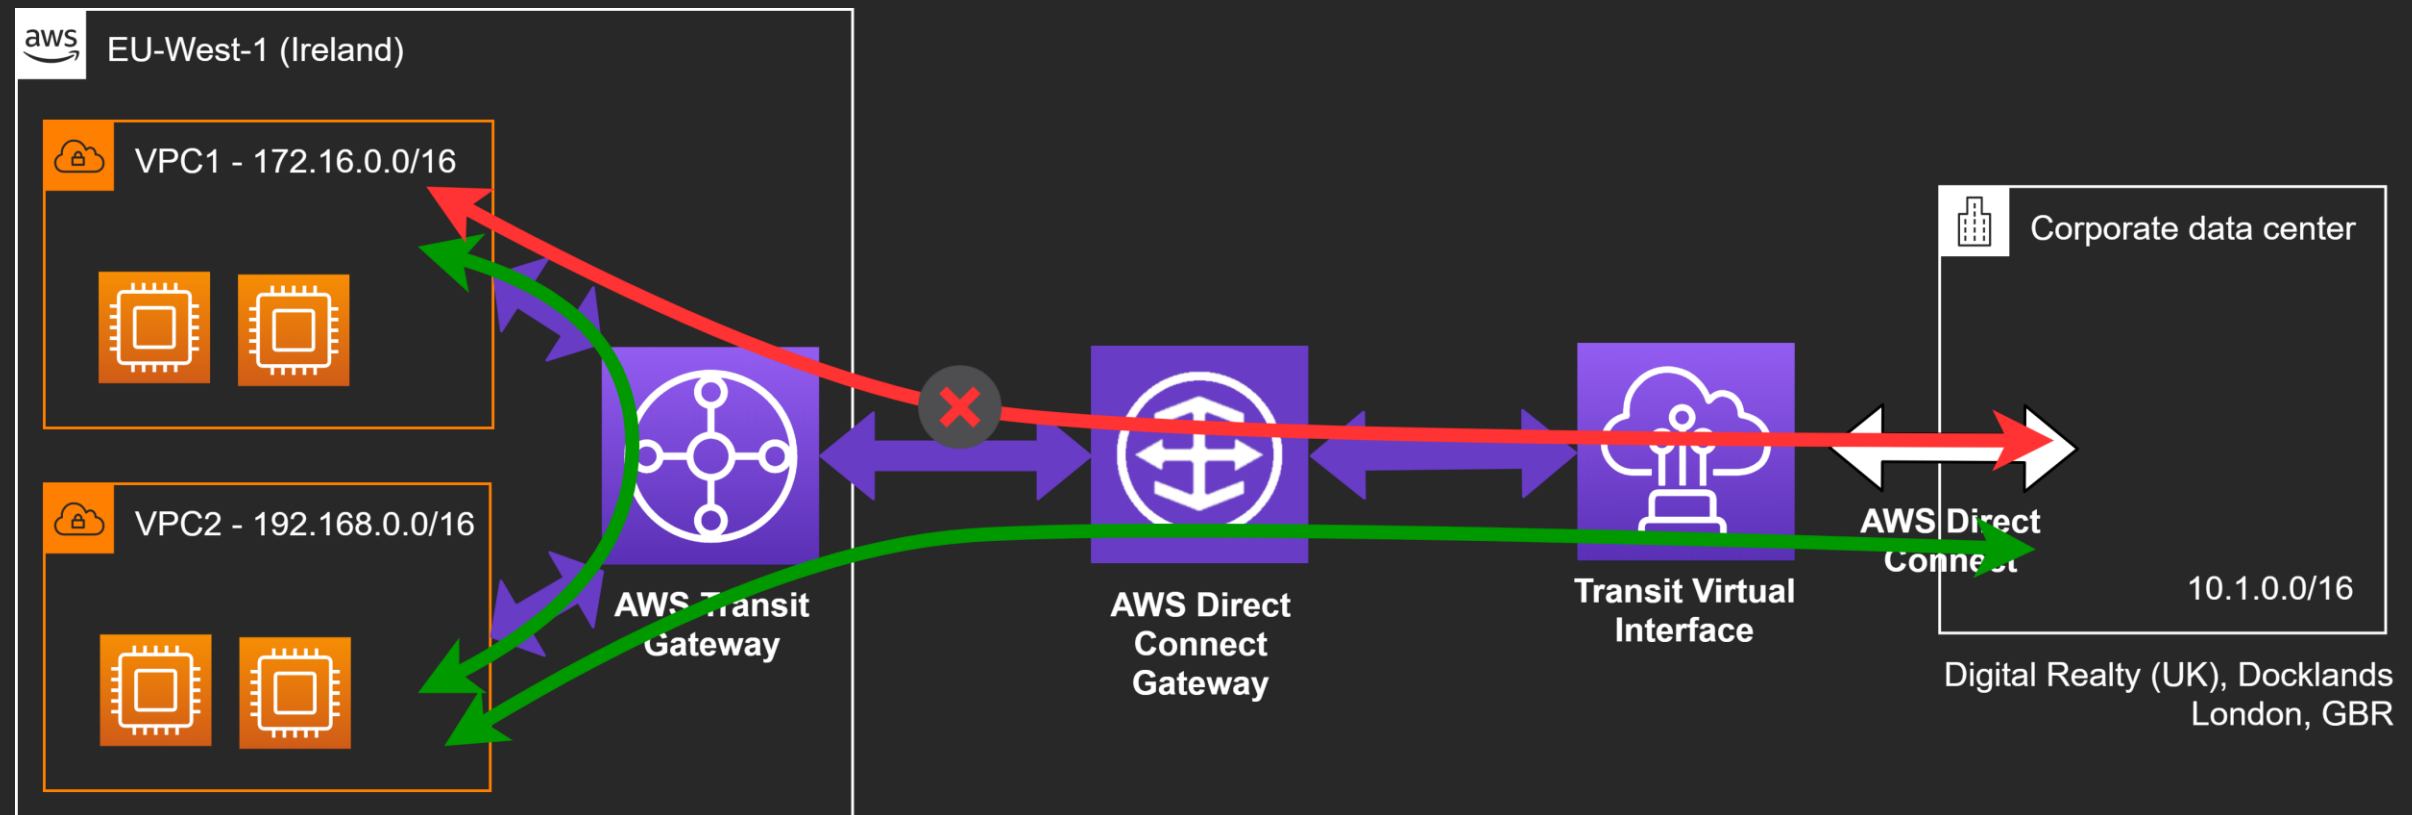 aws
EU-West-1 (Ireland)
VPC1 - 172.16.0.0/16
VPC2 - 192.168.0.0/16
AWS Transit
Gateway
AWS Direct
Connect
Gateway
Transit Virtual
Interface
AWS Direct
Connect
Corporate data center
10.1.0.0/16
Digital Realty (UK), Docklands
London, GBR